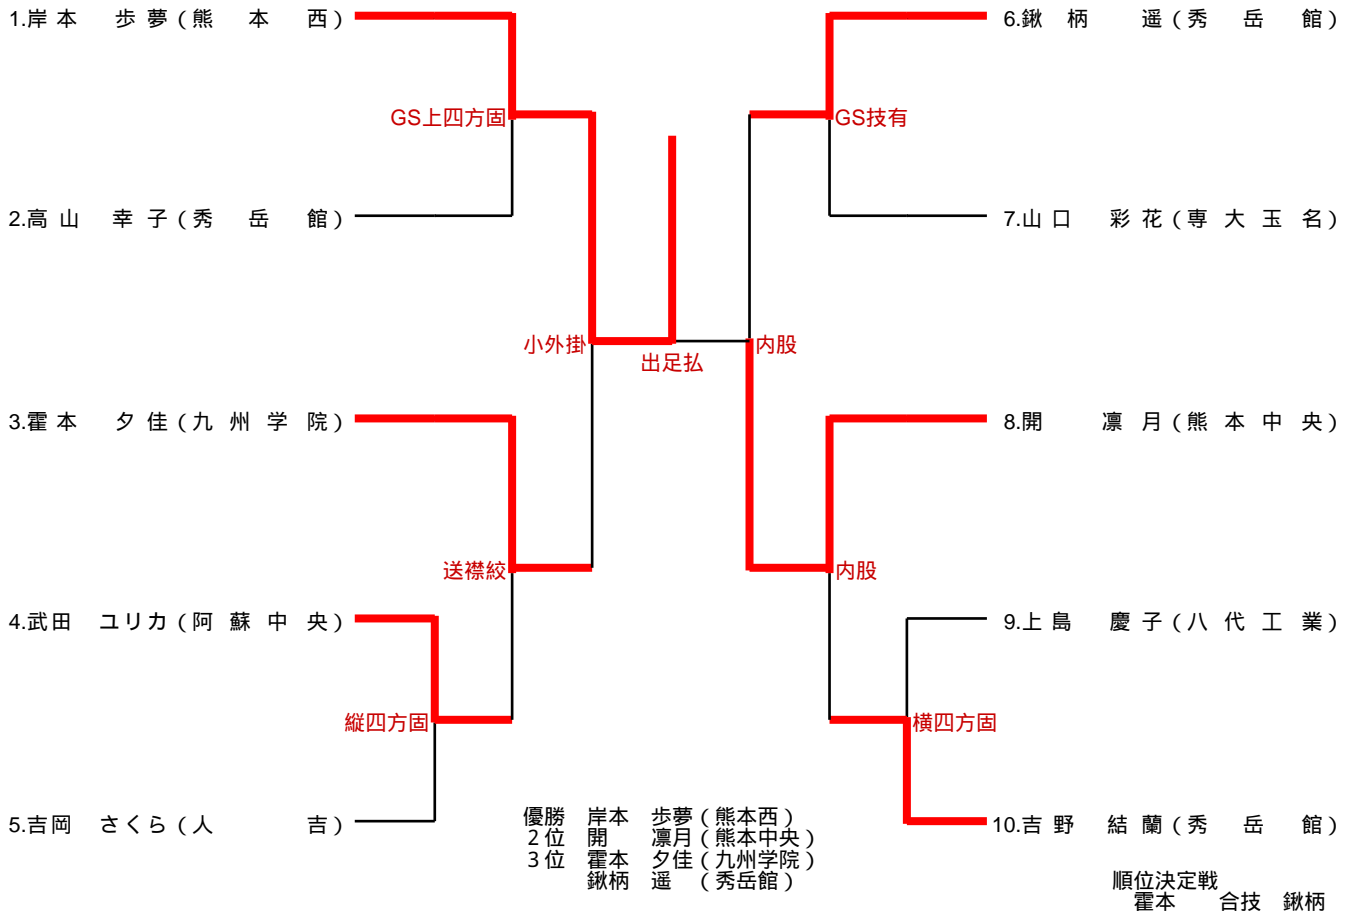 1.岸本 歩夢(熊本西)
6.鍬柄 遥(秀岳館)
GS上四方固
GS技有
2.高山 幸子(秀岳館)
7.山口 彩花(専大玉名)
小外掛
出足払
内股
3.霍本 夕佳(九州学院)
8.開 凛月(熊本中央)
送襟絞
内股
4.武田 ユリカ(阿蘇中央)
9.上島 慶子(八代工業)
縦四方固
横四方固
5.吉岡 さくら(人吉)
10.吉野 結蘭(秀岳館)
優勝 岸本 歩夢(熊本西)
2位 開 凛月(熊本中央)
3位 霍本 夕佳(九州学院)
鍬柄 遥 (秀岳館)
順位決定戦
霍本 合技 鍬柄